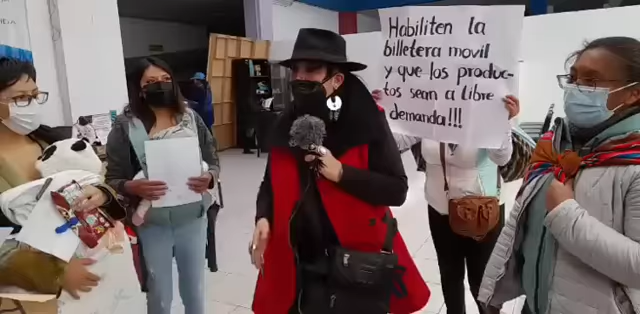 Habiliten la
billetera movil
y que los produc-
tos sean a libre
demanda!!!